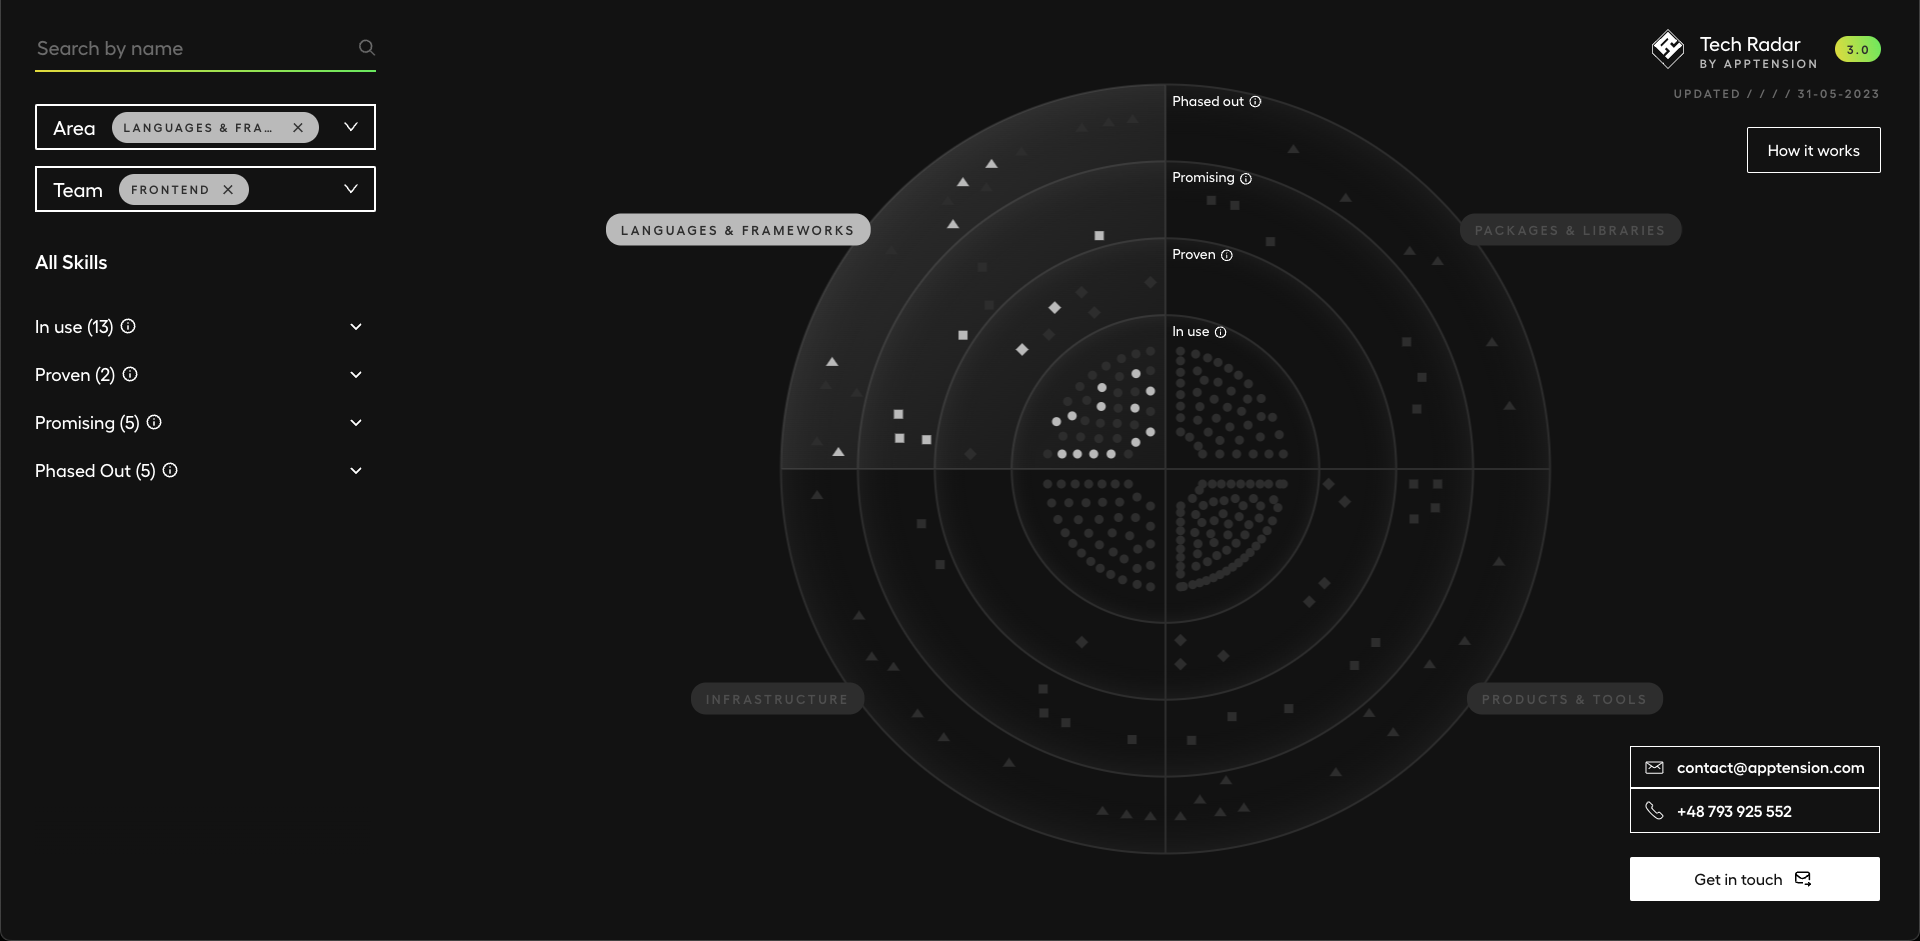 Search by name
Area LANGUAGES & FRA...
Team FRONTEND
All Skills
In use (13)
Proven (2)
Promising (5)
Phased Out (5)
Tech Radar
BY APPTENSION
3.0
UPDATED / / / / 31-05-2023
How it works
Phased out
Promising
Proven
In use
LANGUAGES & FRAMEWORKS
PACKAGES & LIBRARIES
INFRASTRUCTURE
PRODUCTS & TOOLS
contact@apptension.com
+48 793 925 552
Get in touch